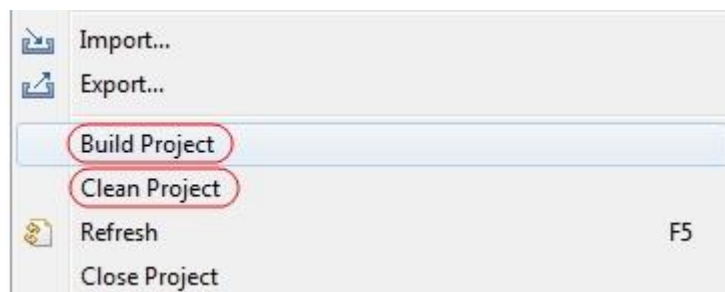 Import...
Export...
Build Project
Clean Project
Refresh F5
Close Project